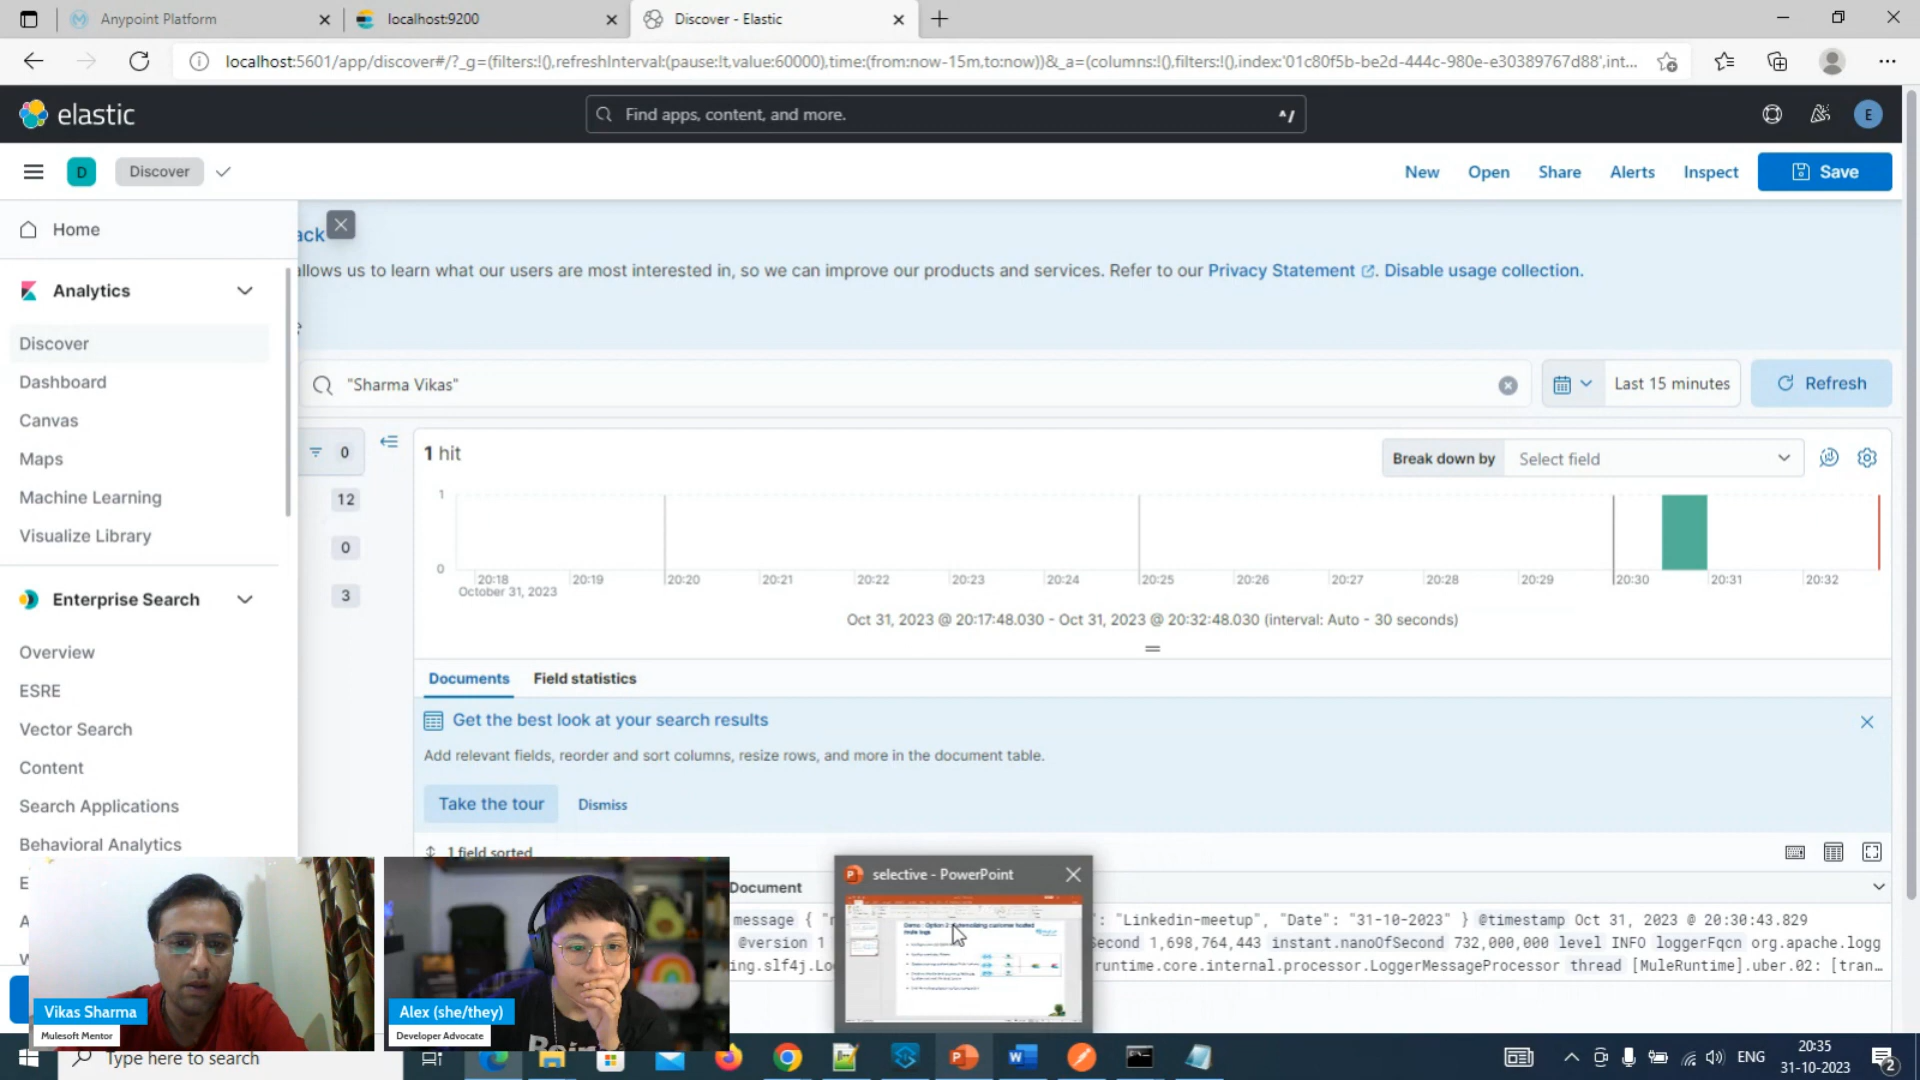 Anypoint Platform
localhost:9200
Discover - Elastic
localhost:5601/app/discover#/?_g=(filters:!(),refreshInterval:(pause:!t,value:60000),time:(from:now-15m,to:now))&_a=(columns:!(),filters:!(),index:'01c80f5b-be2d-444c-980e-e30389767d88',int...
elastic
Find apps, content, and more.
^/
E
D
Discover
New
Open
Share
Alerts
Inspect
Save
Home
ack
allows us to learn what our users are most interested in, so we can improve our products and services. Refer to our Privacy Statement. Disable usage collection.
Analytics
Discover
Dashboard
Canvas
Maps
Machine Learning
Visualize Library
Enterprise Search
Overview
ESRE
Vector Search
Content
Search Applications
Behavioral Analytics
"Sharma Vikas"
Last 15 minutes
Refresh
0
12
0
3
1 hit
Break down by
Select field
1
0
20:18 20:19 20:20 20:21 20:22 20:23 20:24 20:25 20:26 20:27 20:28 20:29 20:30 20:31 20:32
October 31, 2023
Oct 31, 2023 @ 20:17:48.030 - Oct 31, 2023 @ 20:32:48.030 (interval: Auto - 30 seconds)
Documents
Field statistics
Get the best look at your search results
Add relevant fields, reorder and sort columns, resize rows, and more in the document table.
Take the tour
Dismiss
1 field sorted
Document
message { "
": "Linkedin-meetup", "Date": "31-10-2023" } @timestamp Oct 31, 2023 @ 20:30:43.829
@version 1
Second 1,698,764,443 instant.nanoOfSecond 732,000,000 level INFO loggerFqcn org.apache.logg
ing.slf4j.Lo
runtime.core.internal.processor.LoggerMessageProcessor thread [MuleRuntime].uber.02: [tran...
selective - PowerPoint
Vikas Sharma
Mulesoft Mentor
Alex (she/they)
Developer Advocate
Type here to search
ENG
20:35
31-10-2023
2